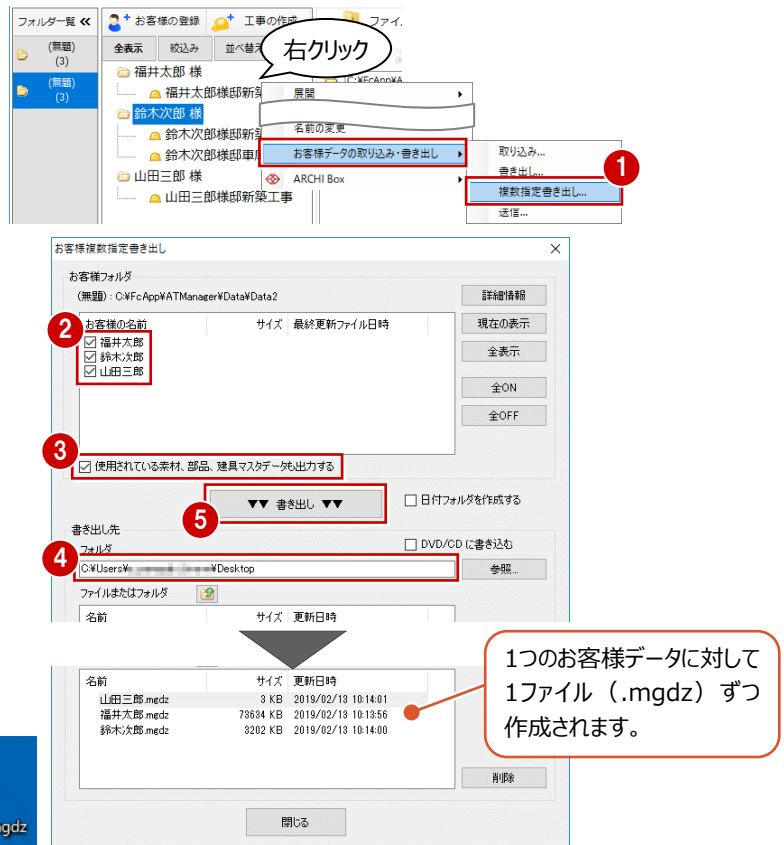 フォルダ一覧 ≪
お客様の登録
工事の作成
ファイ
(無題)
(3)
(無題)
(3)
全表示
絞込み
並べ替え
右クリック
福井太郎 様
福井太郎様邸新築
鈴木次郎 様
鈴木次郎様邸新築
鈴木次郎様邸車庫
山田三郎 様
山田三郎様邸新築工事
C:¥FcApp¥A
展開
名前の変更
お客様データの取り込み・書き出し
ARCHI Box
取り込み...
書き出し...
複数指定書き出し...
送信...
1
お客様複数指定書き出し
お客様フォルダ
(無題) : C:¥FcApp¥ATManager¥Data¥Data2
詳細情報
2
お客様の名前 サイズ 最終更新ファイル日時
現在の表示
福井太郎
鈴木次郎
山田三郎
全表示
全ON
全OFF
3
使用されている素材、部品、建具マスタデータも出力する
▼▼ 書き出し ▼▼
5
日付フォルダを作成する
書き出し先
フォルダ
DVD/CD に書き込む
4
C:¥Users¥
¥Desktop
参照...
ファイルまたはフォルダ
名前 サイズ 更新日時
名前 サイズ 更新日時
山田三郎.mgdz 3 KB 2019/02/13 10:14:01
福井太郎.mgdz 73634 KB 2019/02/13 10:13:56
鈴木次郎.mgdz 3202 KB 2019/02/13 10:14:00
1つのお客様データに対して
1ファイル（.mgdz）ずつ
作成されます。
削除
閉じる
gdz